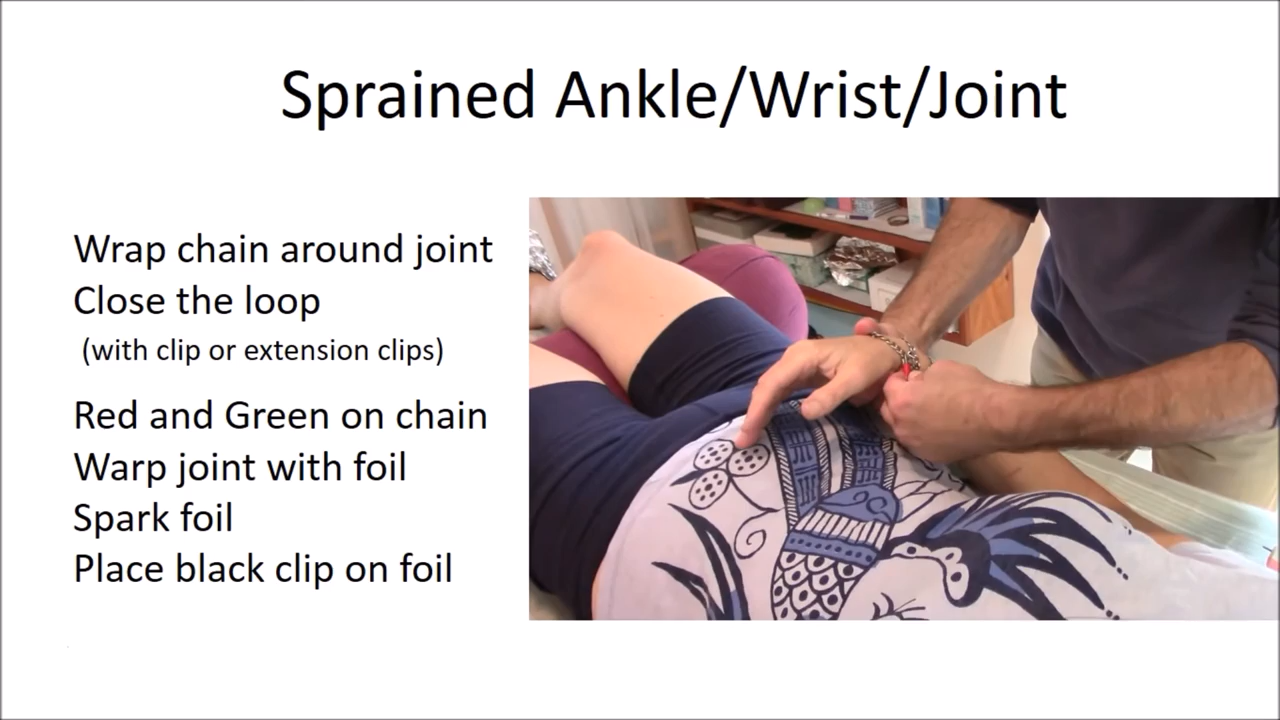 Sprained Ankle/Wrist/Joint
Wrap chain around joint
Close the loop
(with clip or extension clips)
Red and Green on chain
Warp joint with foil
Spark foil
Place black clip on foil